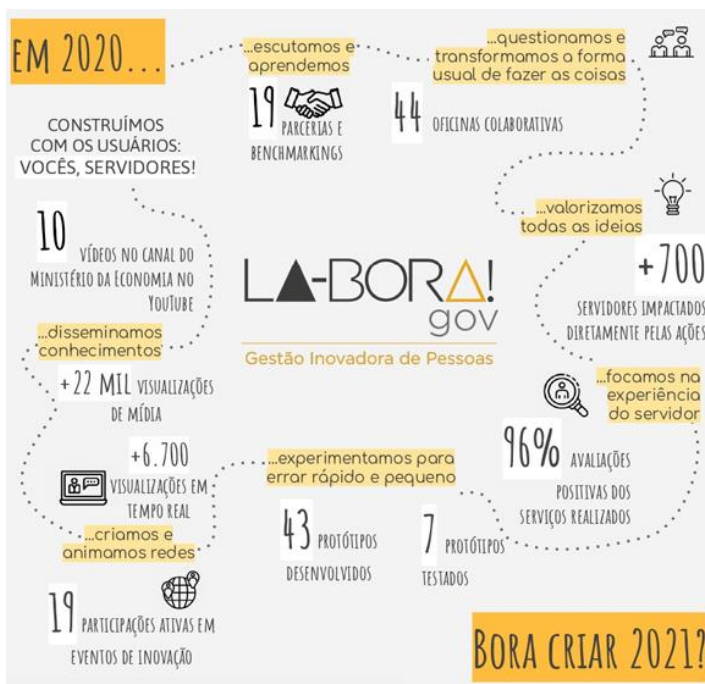 EM 2020...
...escutamos e
aprendemos
19 PARCERIAS E
BENCHMARKINGS
...questionamos e
transformamos a forma
usual de fazer as coisas
44 OFICINAS COLABORATIVAS
...valorizamos
todas as ideias
+700
SERVIDORES IMPACTADOS
DIRETAMENTE PELAS AÇÕES
...focamos na
experiência
do servidor
96% AVALIAÇÕES
POSITIVAS DOS
SERVIÇOS REALIZADOS
...experimentamos para
errar rápido e pequeno
43 PROTÓTIPOS
DESENVOLVIDOS
7 PROTÓTIPOS
TESTADOS
...criamos e
animamos redes
19 PARTICIPAÇÕES ATIVAS EM
EVENTOS DE INOVAÇÃO
...disseminamos
conhecimentos
+22 MIL VISUALIZAÇÕES
DE MÍDIA
+6.700
VISUALIZAÇÕES EM
TEMPO REAL
10 VÍDEOS NO CANAL DO
MINISTÉRIO DA ECONOMIA NO
YOUTUBE
CONSTRUÍMOS
COM OS USUÁRIOS:
VOCÊS, SERVIDORES!
LA-BORA!
gov
Gestão Inovadora de Pessoas
BORA CRIAR 2021?